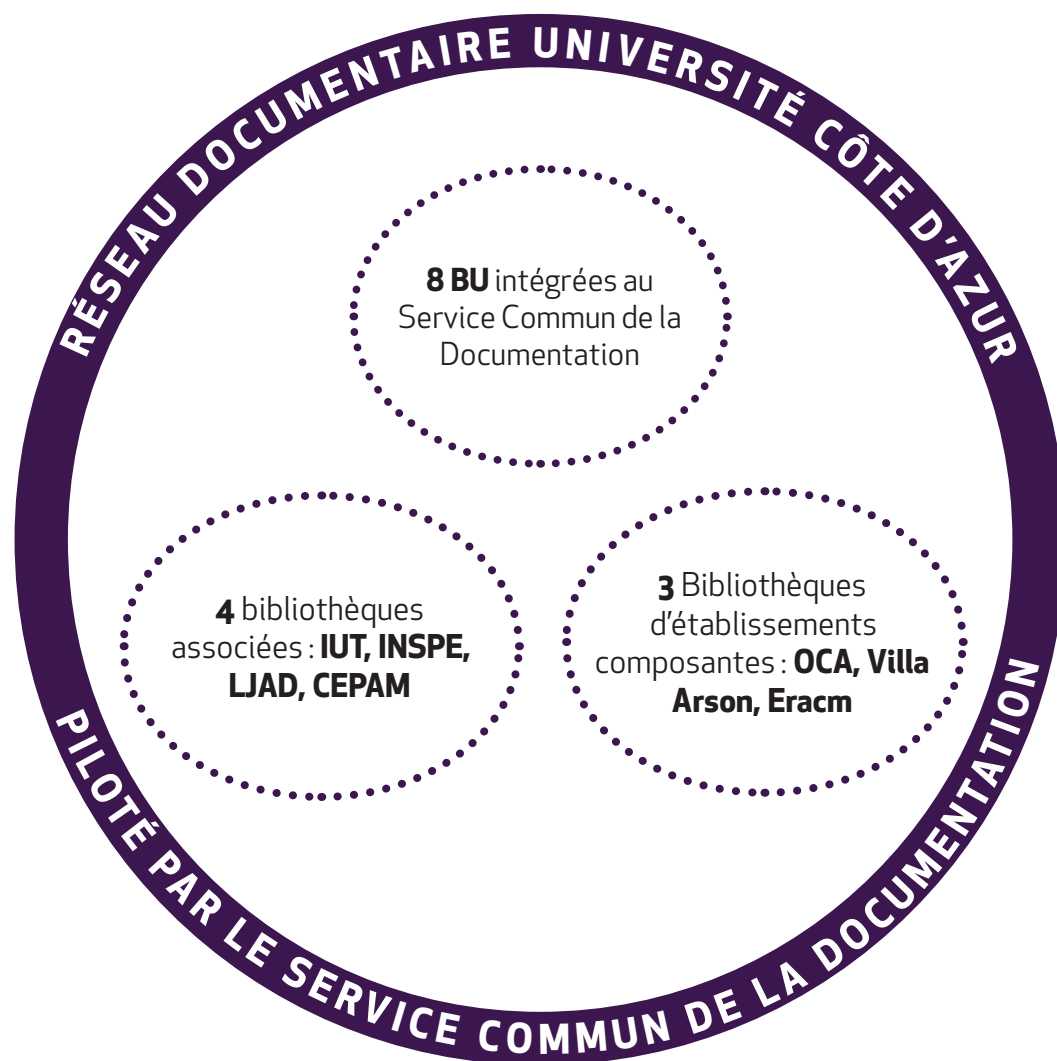 RÉSEAU DOCUMENTAIRE UNIVERSITÉ CÔTE D'AZUR
8 BU intégrées au
Service Commun de la
Documentation
4 bibliothèques
associées : IUT, INSPE,
LJAD, CEPAM
3 Bibliothèques
d'établissements
composantes : OCA, Villa
Arson, Eracm
PILOTÉ PAR LE SERVICE COMMUN DE LA DOCUMENTATION